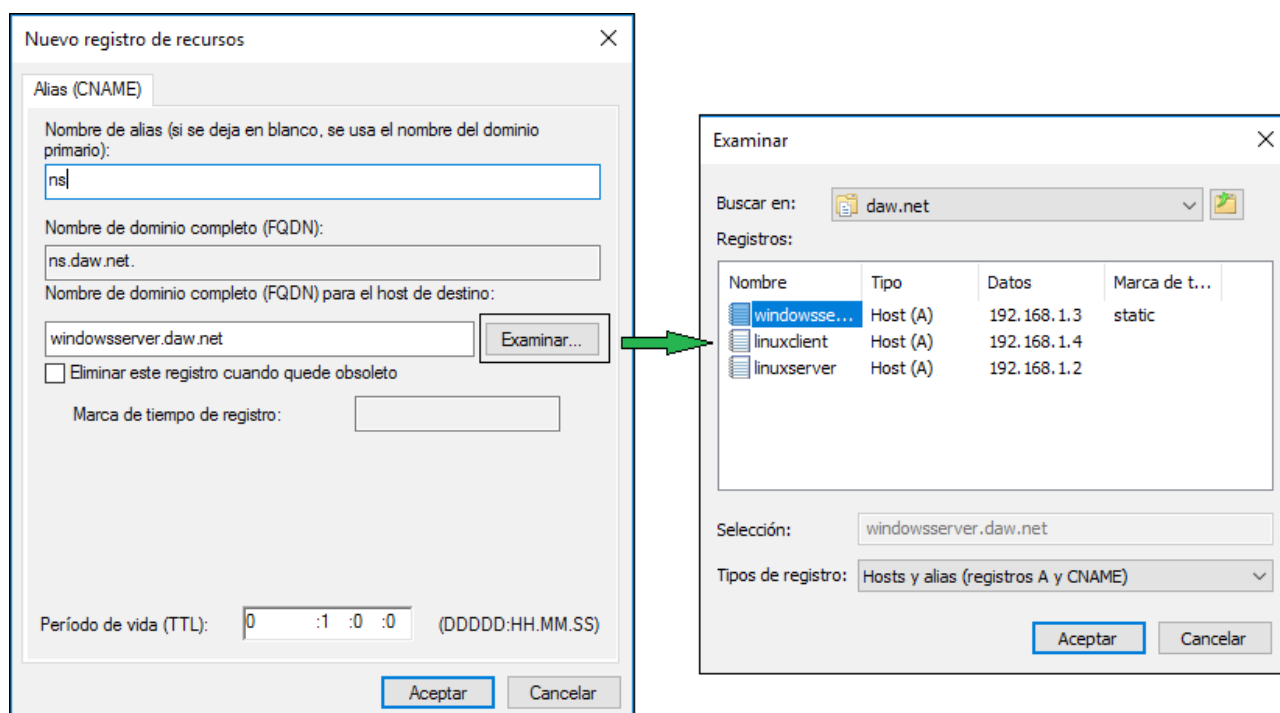 Nuevo registro de recursos
Alias (CNAME)
Nombre de alias (si se deja en blanco, se usa el nombre del dominio
primario):
ns
Nombre de dominio completo (FQDN):
ns.daw.net.
Nombre de dominio completo (FQDN) para el host de destino:
windowsserver.daw.net
Examinar...
Eliminar este registro cuando quede obsoleto
Marca de tiempo de registro:
Período de vida (TTL): 0 :1 :0 :0 (DDDDD:HH.MM.SS)
Aceptar Cancelar
Examinar
Buscar en: daw.net
Registros:
Nombre Tipo Datos Marca de t...
windowsse... Host (A) 192.168.1.3 static
linuxclient Host (A) 192.168.1.4
linuxserver Host (A) 192.168.1.2
Selección: windowsserver.daw.net
Tipos de registro: Hosts y alias (registros A y CNAME)
Aceptar Cancelar